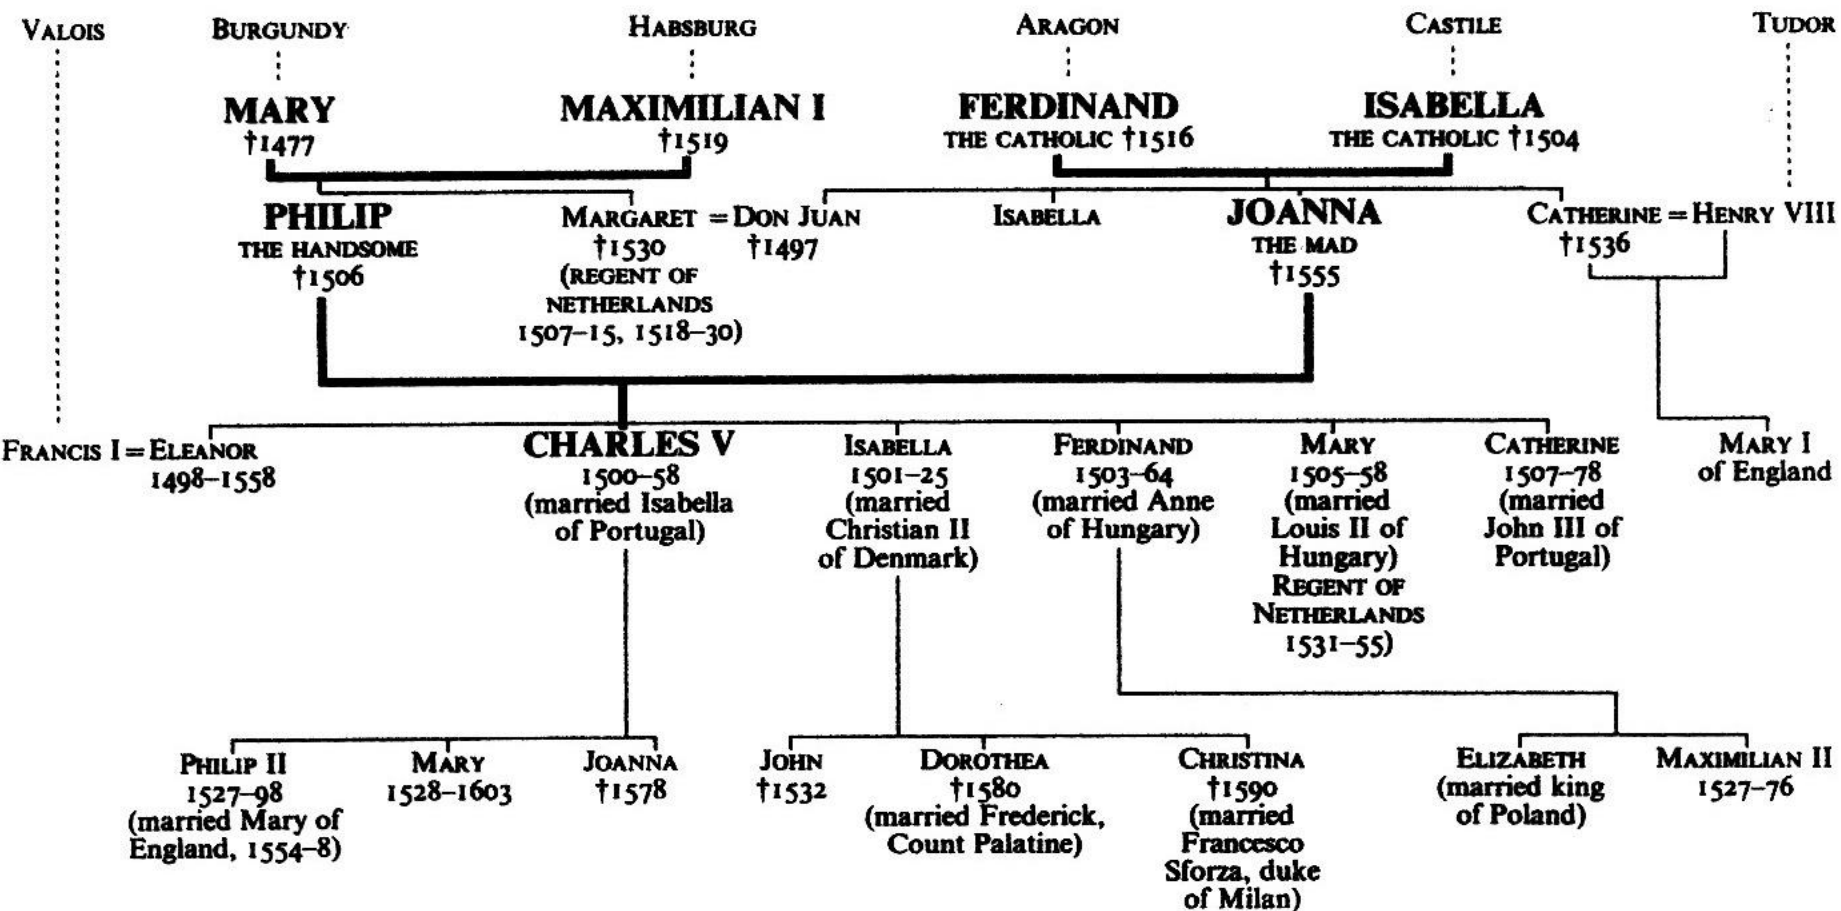 VALOIS BURGUNDY HABSBURG ARAGON CASTILE TUDOR
MARY MAXIMILIAN I FERDINAND ISABELLA
†1477 †1519 THE CATHOLIC †1516 THE CATHOLIC †1504
PHILIP MARGARET = DON JUAN ISABELLA JOANNA CATHERINE = HENRY VIII
THE HANDSOME †1530 †1497 THE MAD †1536
†1506 (REGENT OF †1555
NETHERLANDS
1507–15, 1518–30)
FRANCIS I = ELEANOR CHARLES V ISABELLA FERDINAND MARY CATHERINE MARY I
1498–1558 1500–58 1501–25 1503–64 1505–58 1507–78 of England
(married Isabella (married (married Anne (married (married
of Portugal) Christian II of Hungary) Louis II of John III of
of Denmark) Hungary) Portugal)
REGENT OF
NETHERLANDS
1531–55)
PHILIP II MARY JOANNA JOHN DOROTHEA CHRISTINA ELIZABETH MAXIMILIAN II
1527–98 1528–1603 †1578 †1532 †1580 †1590 (married king 1527–76
(married Mary of (married Frederick, (married of Poland)
England, 1554–8) Count Palatine) Francesco
Sforza, duke
of Milan)